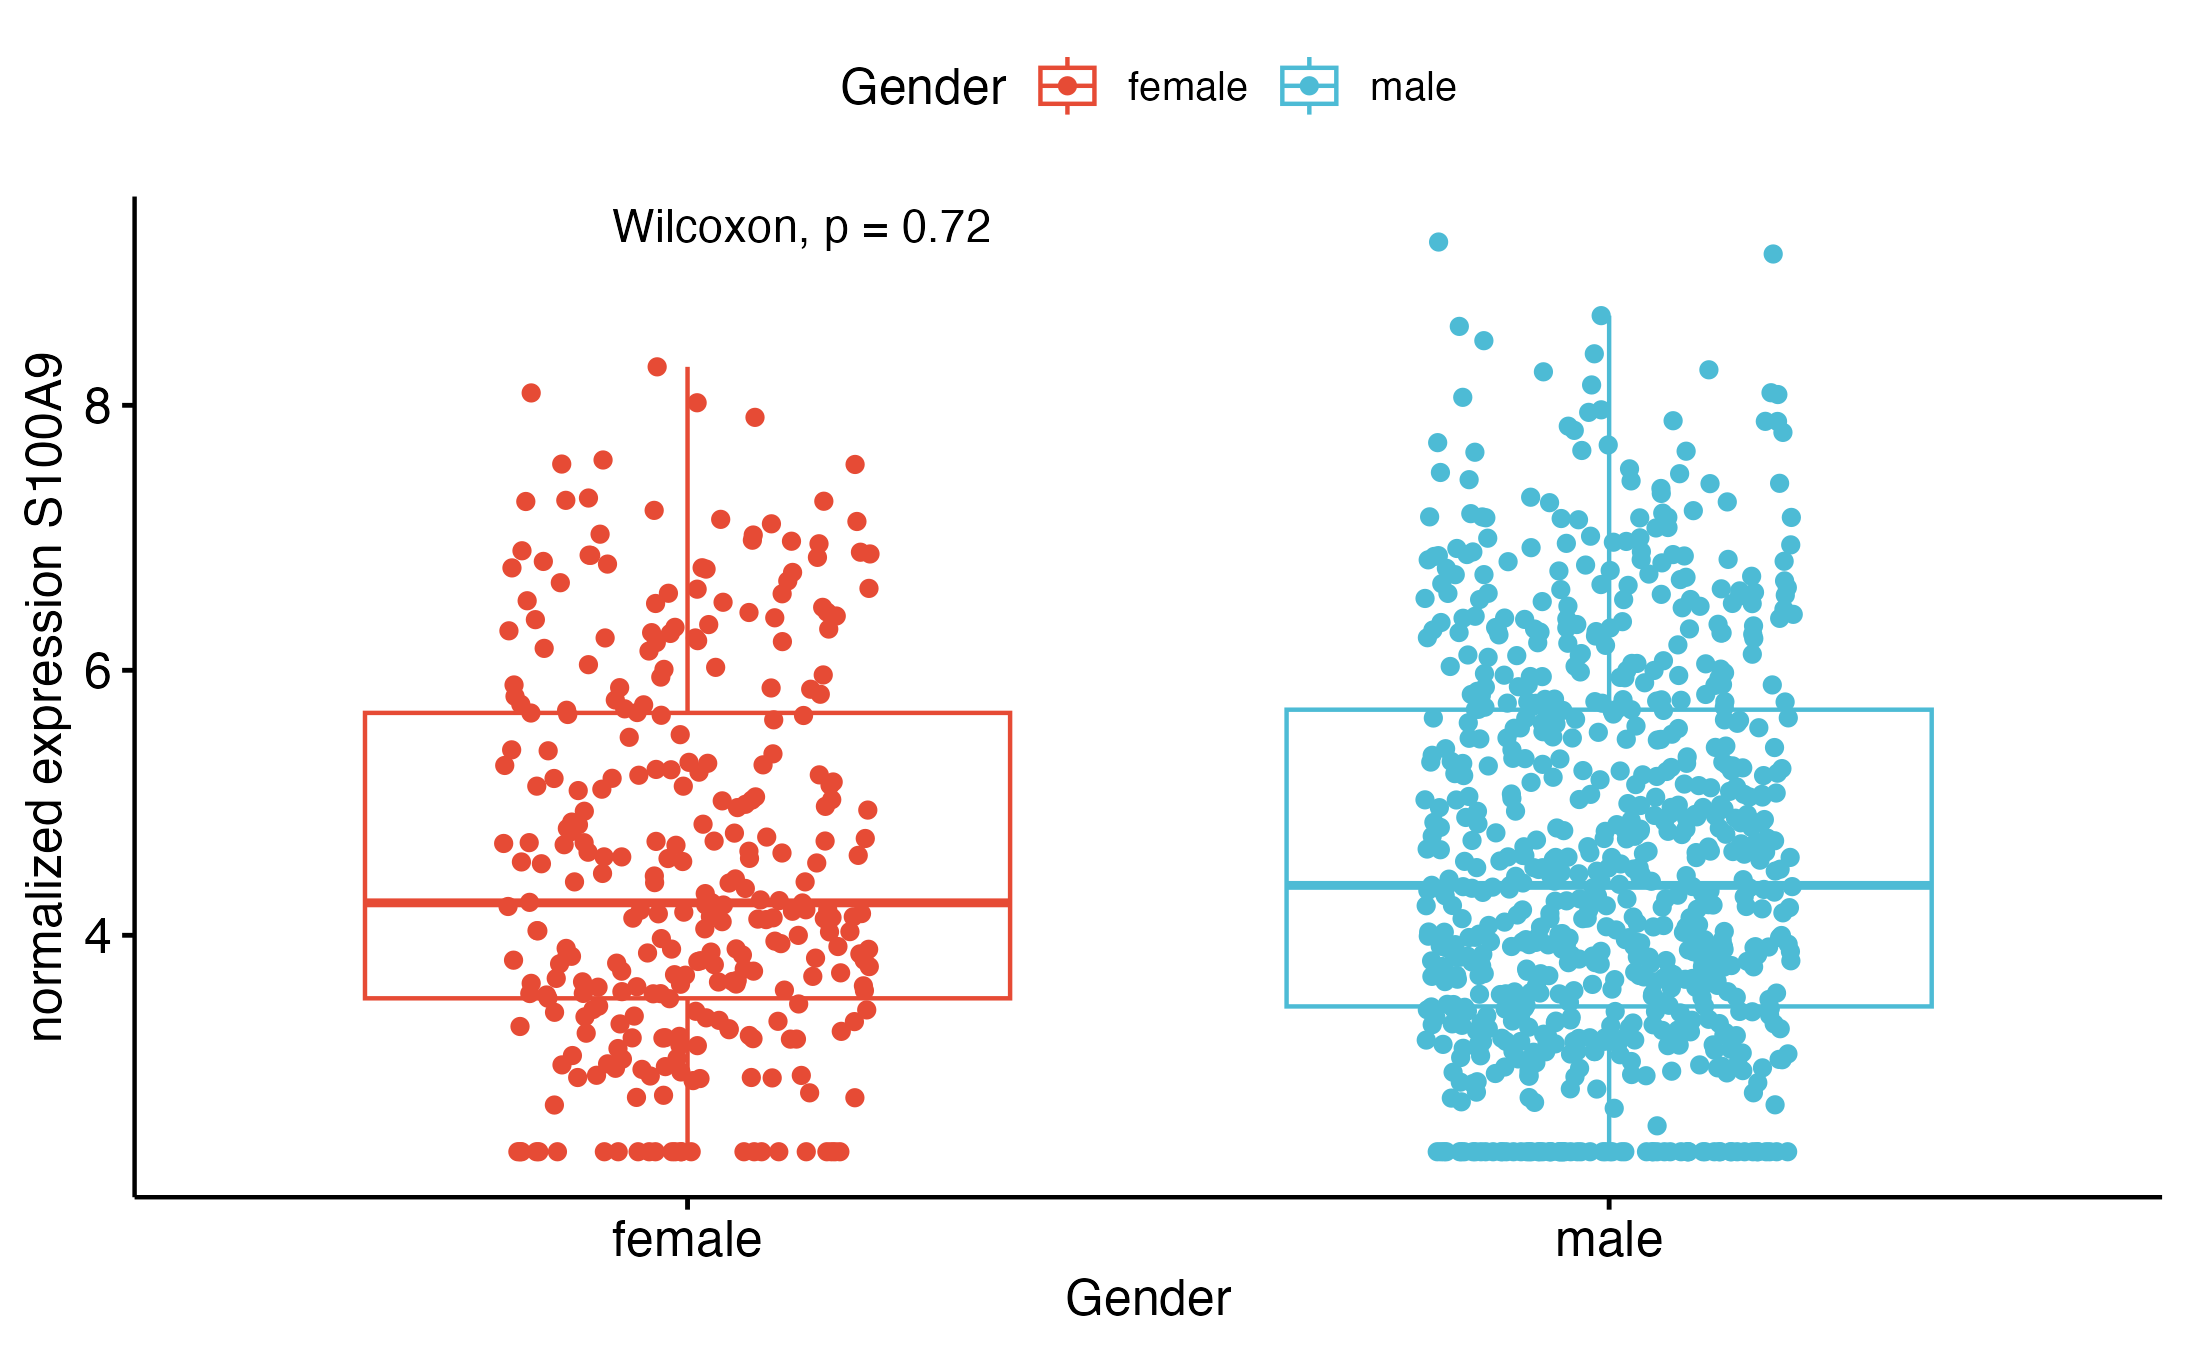 Gender female male
Wilcoxon, p = 0.72
normalized expression S100A9
8
6
4
female male
Gender